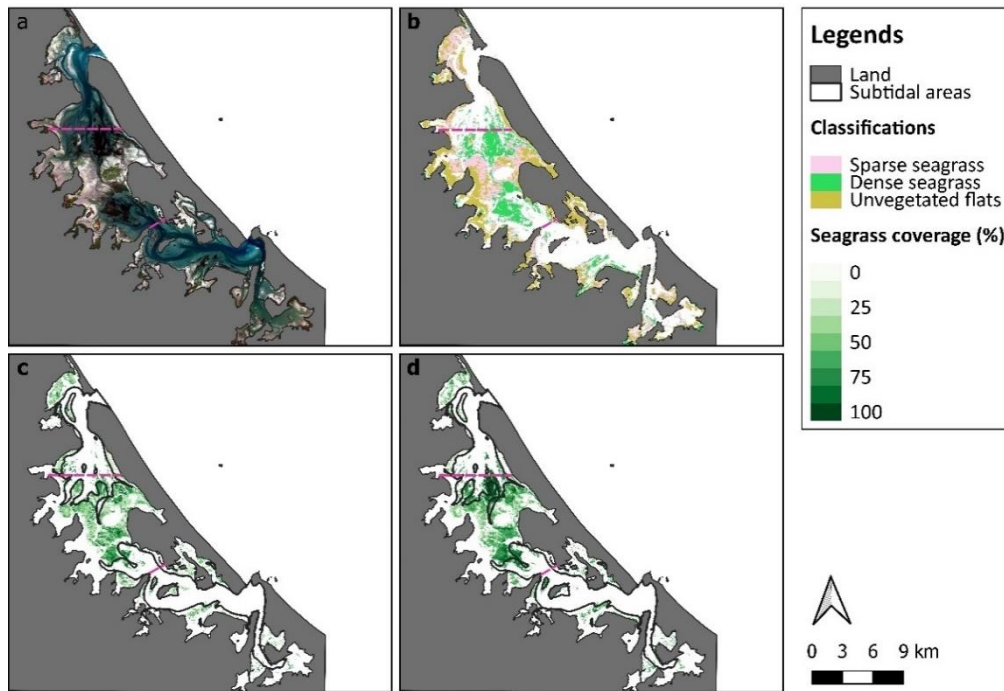 a
b
c
d
Legends
Land
Subtidal areas
Classifications
Sparse seagrass
Dense seagrass
Unvegetated flats
Seagrass coverage (%)
0
25
50
75
100
0 3 6 9 km